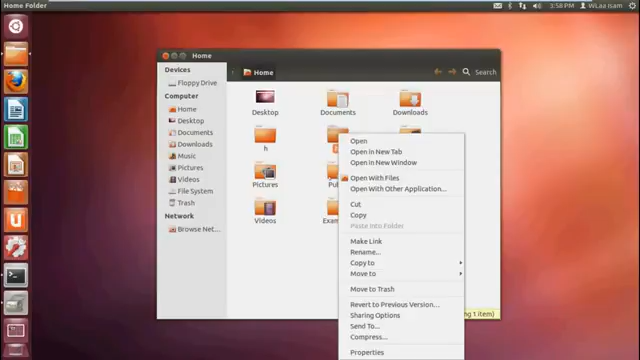 Home Folder
3:58 PM
WLaa Isam
Home
Devices
Floppy Drive
Computer
Home
Desktop
Documents
Downloads
Music
Pictures
Videos
File System
Trash
Network
Browse Net...
Home
Search
Desktop
Documents
Downloads
h
Pictures
Videos
Open
Open in New Tab
Open in New Window
Open With Files
Open With Other Application...
Cut
Copy
Paste Into Folder
Make Link
Rename...
Copy to
Move to
Move to Trash
Revert to Previous Version...
Sharing Options
Send To...
Compress...
Properties
ng 1 item)